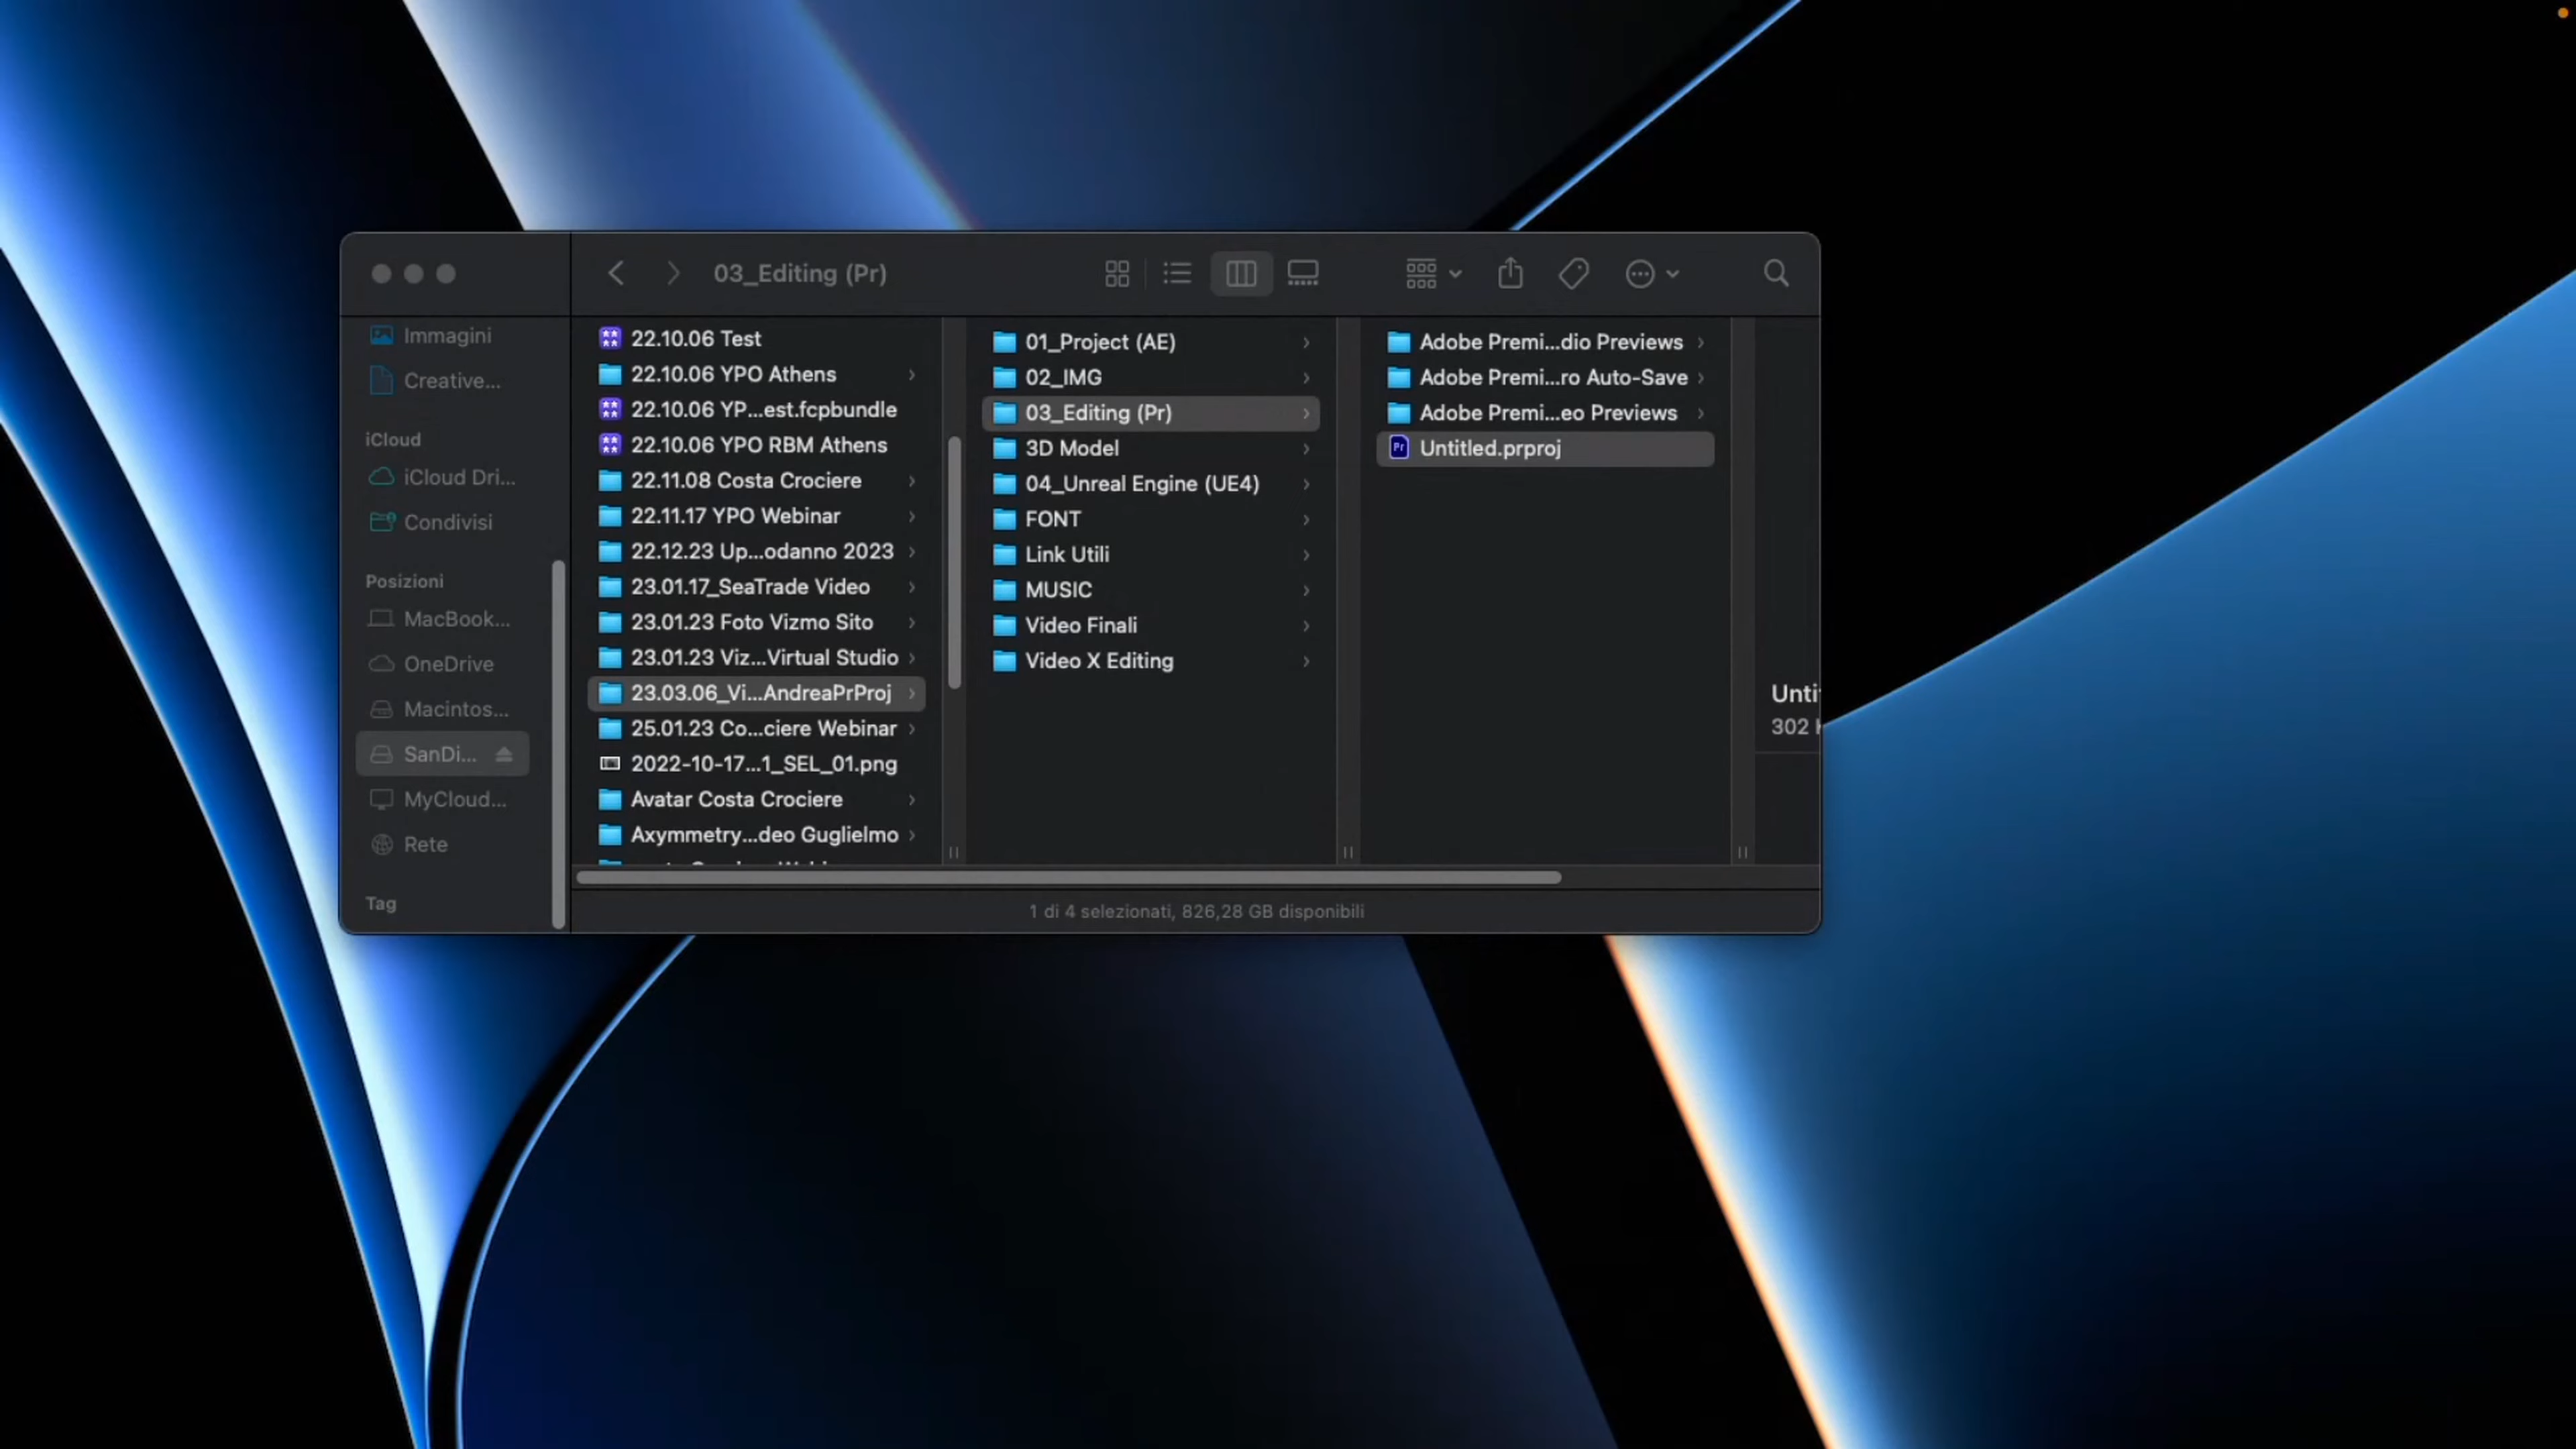 03_Editing (Pr)
Immagini
Creative...
iCloud
iCloud Dri...
Condivisi
Posizioni
MacBook...
OneDrive
Macintos...
SanDi...
MyCloud...
Rete
Tag
22.10.06 Test
22.10.06 YPO Athens
22.10.06 YP...est.fcpbundle
22.10.06 YPO RBM Athens
22.11.08 Costa Crociere
22.11.17 YPO Webinar
22.12.23 Up...odanno 2023
23.01.17_SeaTrade Video
23.01.23 Foto Vizmo Sito
23.01.23 Viz...Virtual Studio
23.03.06_Vi...AndreaPrProj
25.01.23 Co...ciere Webinar
2022-10-17...1_SEL_01.png
Avatar Costa Crociere
Axymmetry...deo Guglielmo
01_Project (AE)
02_IMG
03_Editing (Pr)
3D Model
04_Unreal Engine (UE4)
FONT
Link Utili
MUSIC
Video Finali
Video X Editing
Adobe Premi...dio Previews
Adobe Premi...ro Auto-Save
Adobe Premi...eo Previews
Pr Untitled.prproj
Unti
302
1 di 4 selezionati, 826,28 GB disponibili